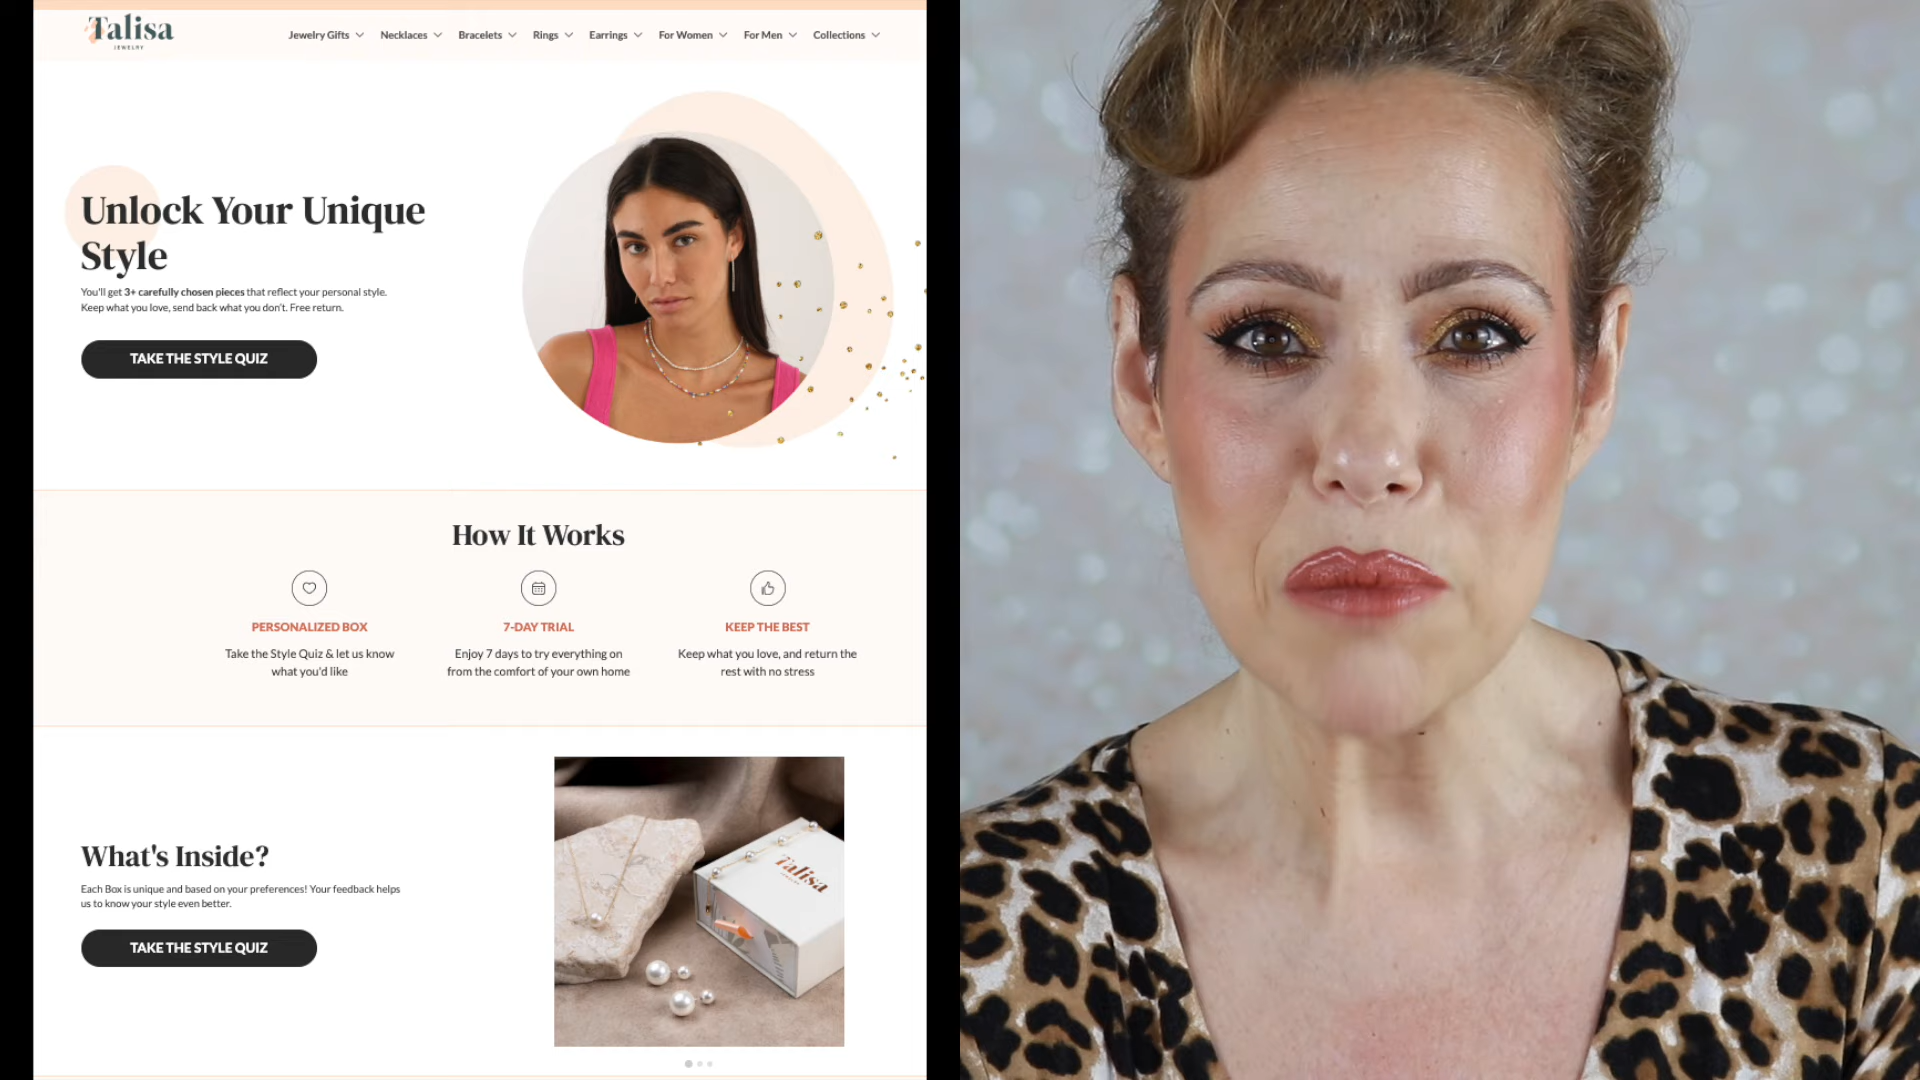 Talisa
JEWELRY
Jewelry Gifts Necklaces Bracelets Rings Earrings For Women For Men Collections
Unlock Your Unique
Style
You'll get 3+ carefully chosen pieces that reflect your personal style.
Keep what you love, send back what you don't. Free return.
TAKE THE STYLE QUIZ
How It Works
PERSONALIZED BOX
Take the Style Quiz & let us know
what you'd like
7-DAY TRIAL
Enjoy 7 days to try everything on
from the comfort of your own home
KEEP THE BEST
Keep what you love, and return the
rest with no stress
What's Inside?
Each Box is unique and based on your preferences! Your feedback helps
us to know your style even better.
TAKE THE STYLE QUIZ
Talisa